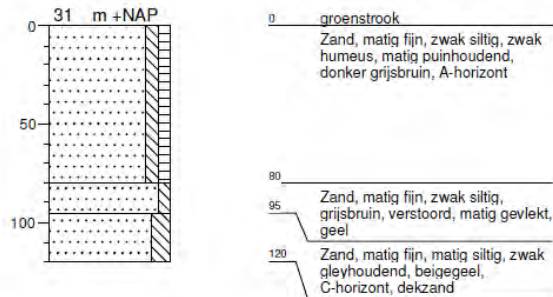 31 m +NAP
0
50
100
0 groenstrook
Zand, matig fijn, zwak siltig, zwak
humeus, matig puinhoudend,
donker grijsbruin, A-horizont
80
Zand, matig fijn, zwak siltig,
95 grijsbruin, verstoord, matig gevlekt,
geel
120 Zand, matig fijn, matig siltig, zwak
gleyhoudend, beigegeel,
C-horizont, dekzand